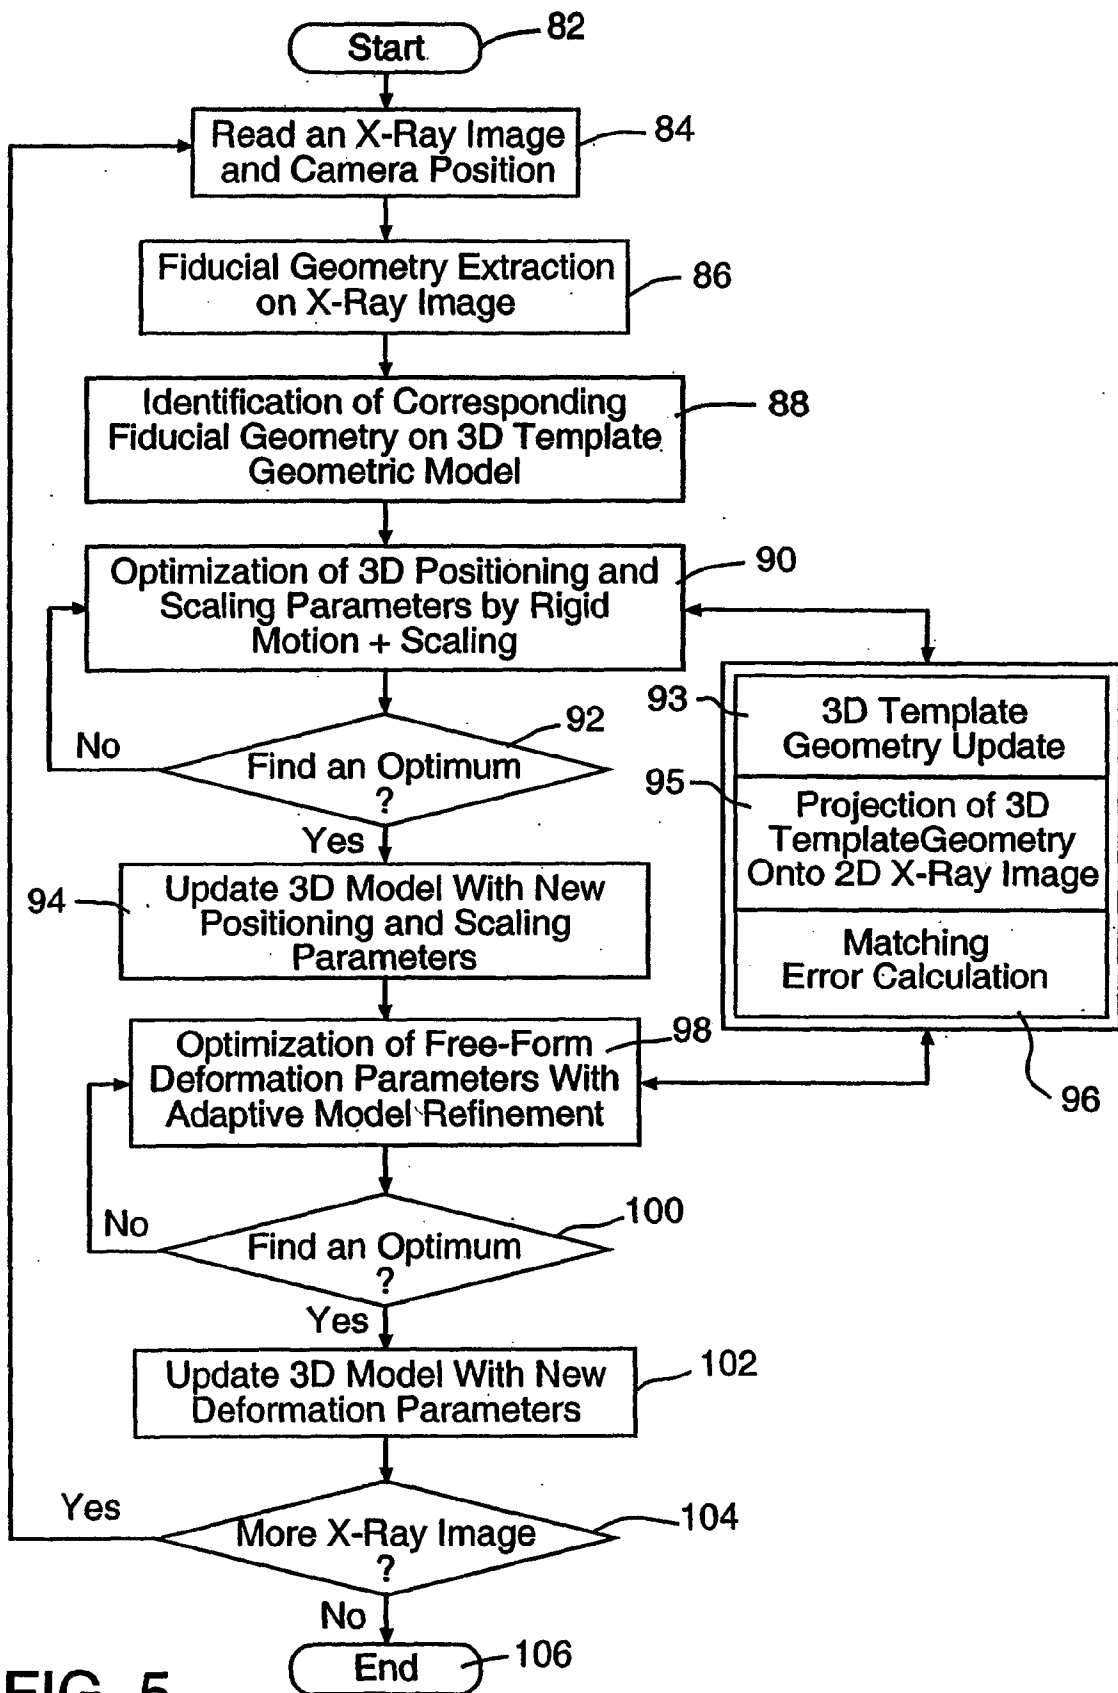 Start
82
Read an X-Ray Image
and Camera Position
84
Fiducial Geometry Extraction
on X-Ray Image
86
Identification of Corresponding
Fiducial Geometry on 3D Template
Geometric Model
88
Optimization of 3D Positioning and
Scaling Parameters by Rigid
Motion + Scaling
90
No
Find an Optimum
?
92
Yes
93
3D Template
Geometry Update
95
Projection of 3D
TemplateGeometry
Onto 2D X-Ray Image
Matching
Error Calculation
96
94
Update 3D Model With New
Positioning and Scaling
Parameters
Optimization of Free-Form
Deformation Parameters With
Adaptive Model Refinement
98
No
Find an Optimum
?
100
Yes
Update 3D Model With New
Deformation Parameters
102
Yes
More X-Ray Image
?
104
No
End
106
FIG. 5